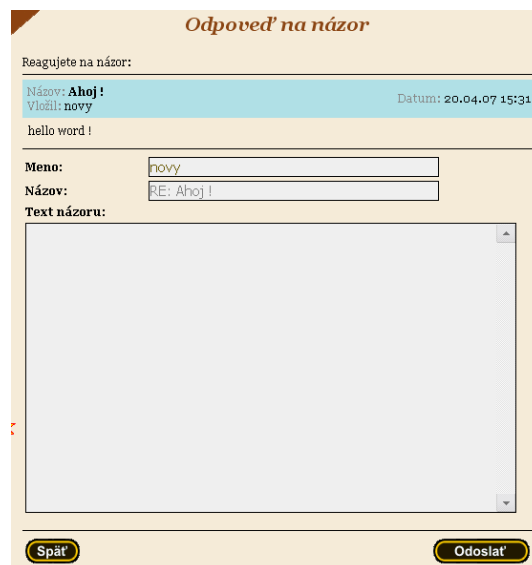 Odpoveď na názor
Reagujete na názor:
Názov: Ahoj !
Vložil: novy
Datum: 20.04.07 15:31
hello word !
Meno: novy
Názov: RE: Ahoj !
Text názoru:
Späť
Odoslať